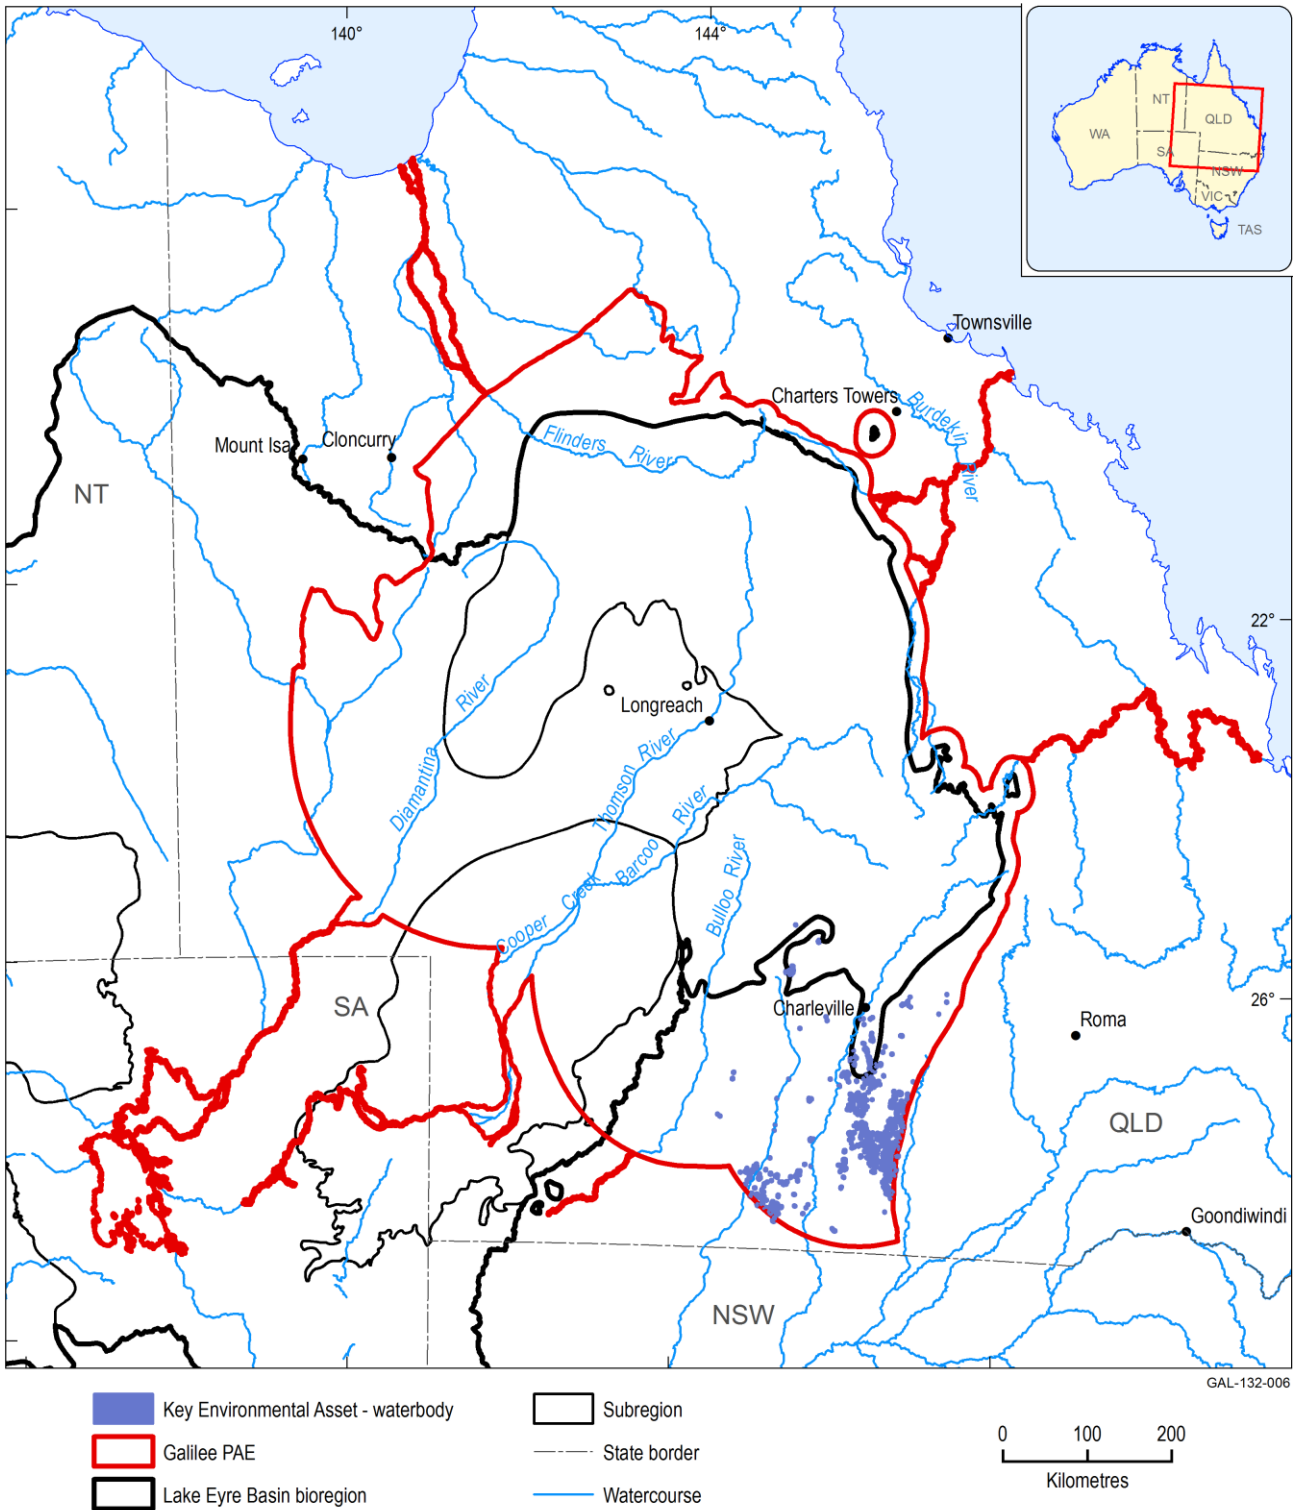 140°
144°
NT
QLD
WA
SA
NSW
VIC
TAS
Townsville
Charters Towers
Burdekin
River
Mount Isa
Cloncurry
Flinders
River
NT
22°
Longreach
River
Diamantina
Thomson River
River
Barcoo
Creek
Cooper
Bulloo River
SA
Charleville
26°
Roma
QLD
Goondiwindi
NSW
GAL-132-006
Key Environmental Asset - waterbody
Galilee PAE
Lake Eyre Basin bioregion
Subregion
State border
Watercourse
0 100 200
Kilometres